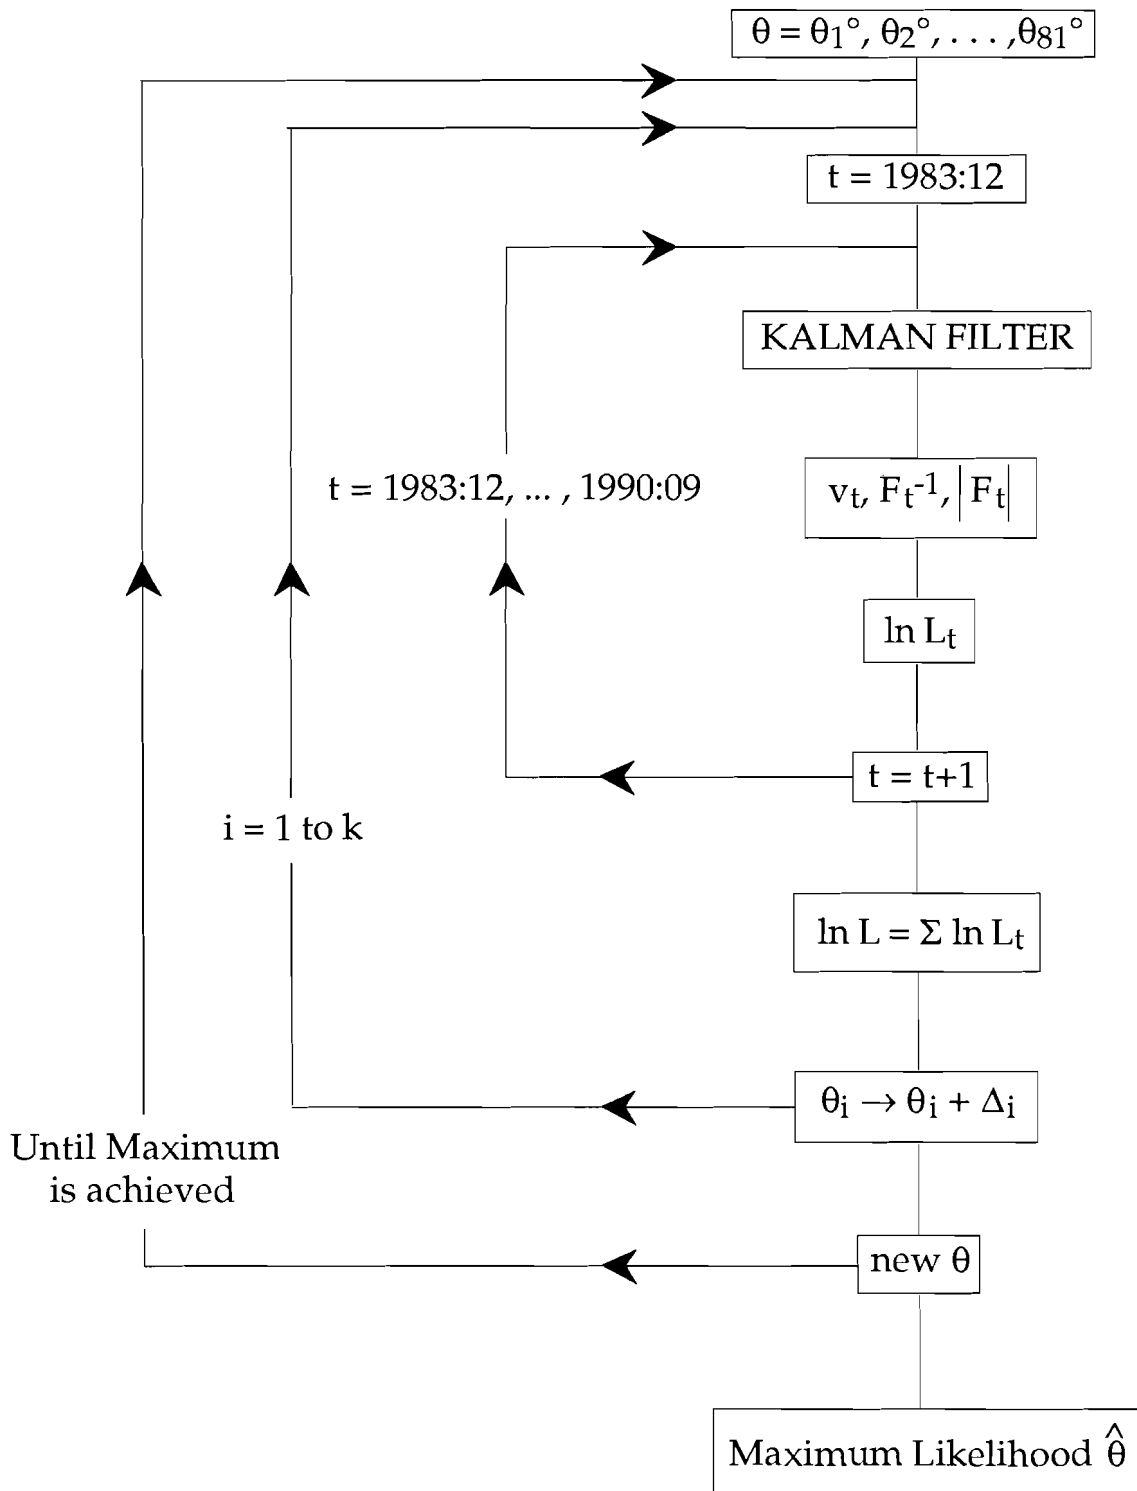 θ = θ₁°, θ₂°, . . . ,θ₈₁°
t = 1983:12
KALMAN FILTER
t = 1983:12, ... , 1990:09
vₜ, Fₜ⁻¹, |Fₜ|
ln Lₜ
t = t+1
i = 1 to k
ln L = Σ ln Lₜ
θᵢ → θᵢ + Δᵢ
Until Maximum
is achieved
new θ
Maximum Likelihood θ̂